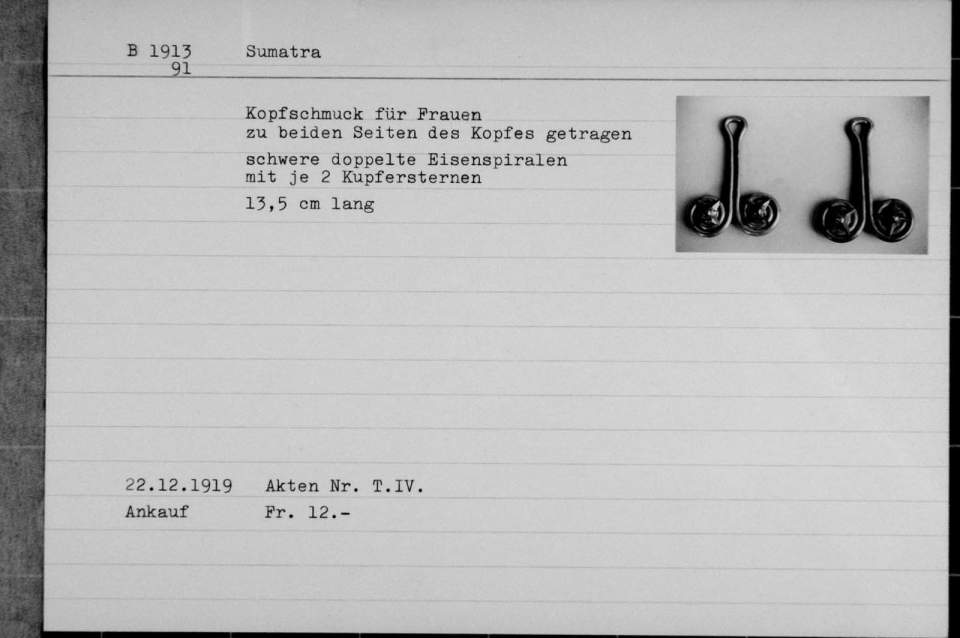 B 1913 Sumatra
91
Kopfschmuck für Frauen
zu beiden Seiten des Kopfes getragen
schwere doppelte Eisenspiralen
mit je 2 Kupfersternen
13,5 cm lang
22.12.1919 Akten Nr. T.IV.
Ankauf Fr. 12.-